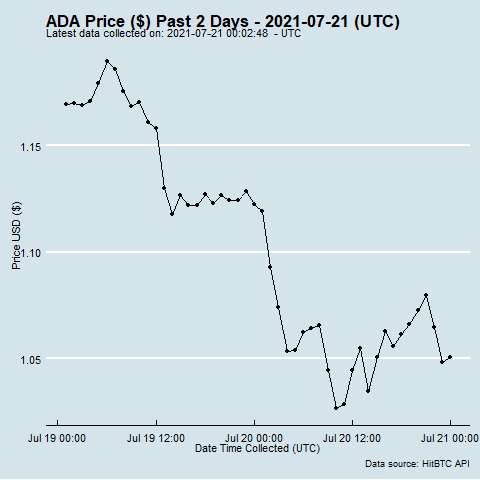 ADA Price ($) Past 2 Days - 2021-07-21 (UTC)
Latest data collected on: 2021-07-21 00:02:48  - UTC
Price USD ($)
1.15
1.10
1.05
Jul 19 00:00 Jul 19 12:00 Jul 20 00:00 Jul 20 12:00 Jul 21 00:00
Date Time Collected (UTC)
Data source: HitBTC API